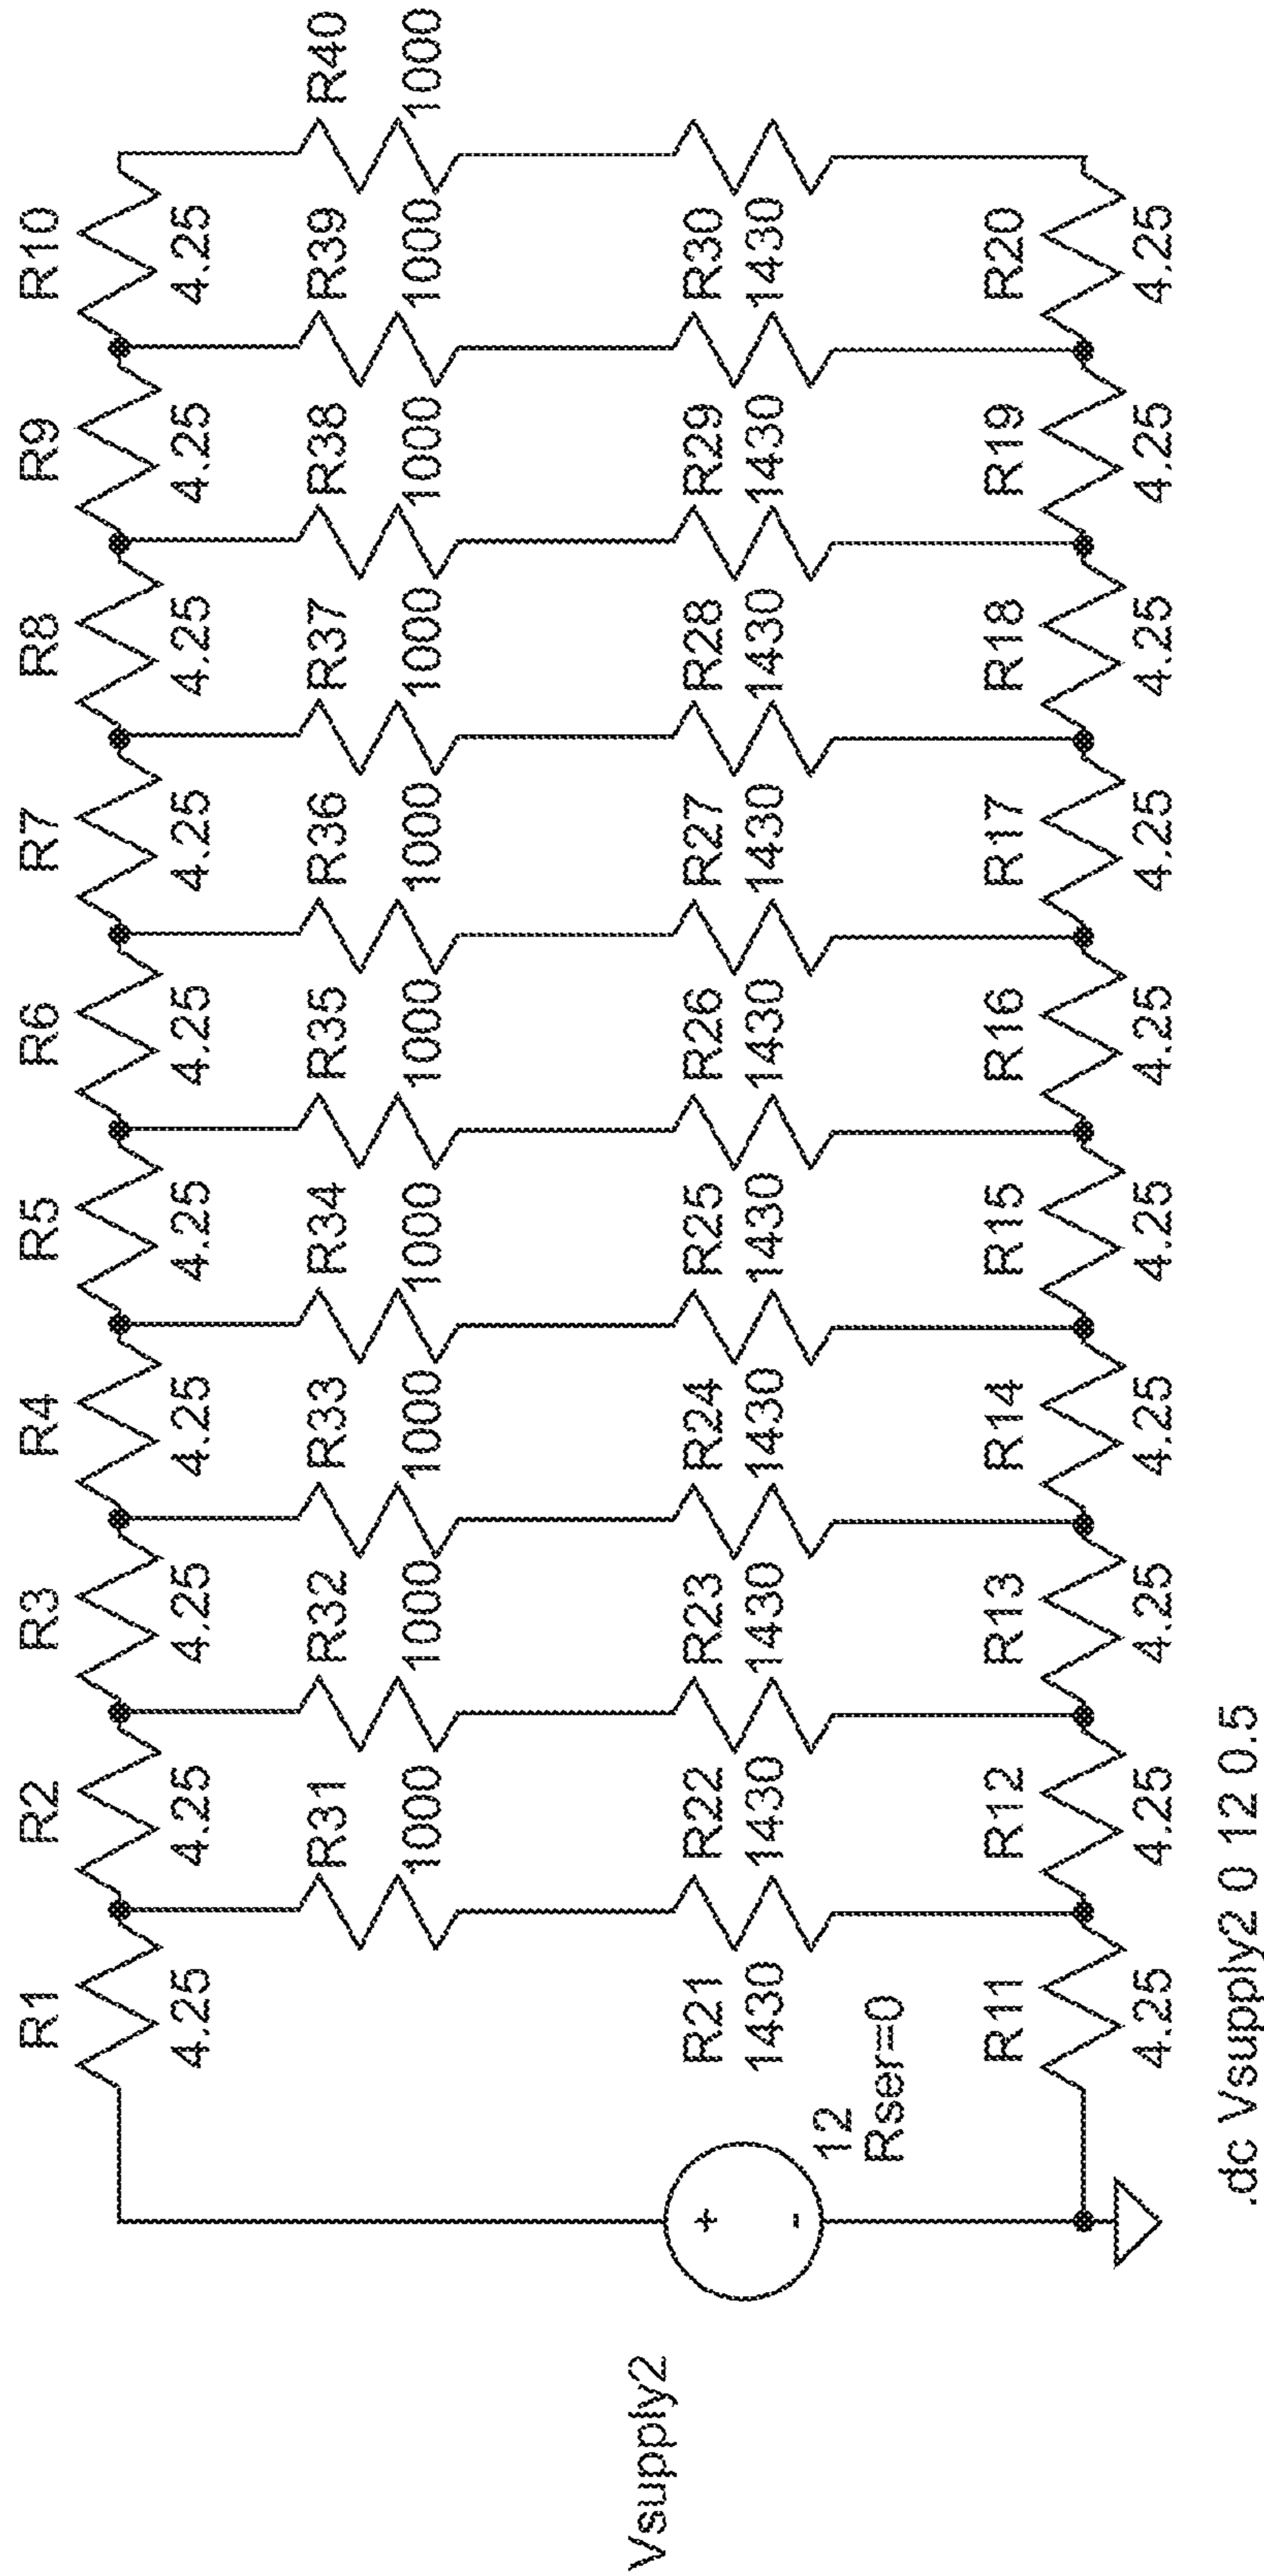 R1 R2 R3 R4 R5 R6 R7 R8 R9 R10
4.25 4.25 4.25 4.25 4.25 4.25 4.25 4.25 4.25 4.25
R31 R32 R33 R34 R35 R36 R37 R38 R39 R40
1000 1000 1000 1000 1000 1000 1000 1000 1000 1000
Vsupply2
R21 R22 R23 R24 R25 R26 R27 R28 R29 R30
1430 1430 1430 1430 1430 1430 1430 1430 1430 1430
+
-
12
Rser=0
R11 R12 R13 R14 R15 R16 R17 R18 R19 R20
4.25 4.25 4.25 4.25 4.25 4.25 4.25 4.25 4.25 4.25
.dc Vsupply2 0 12 0.5